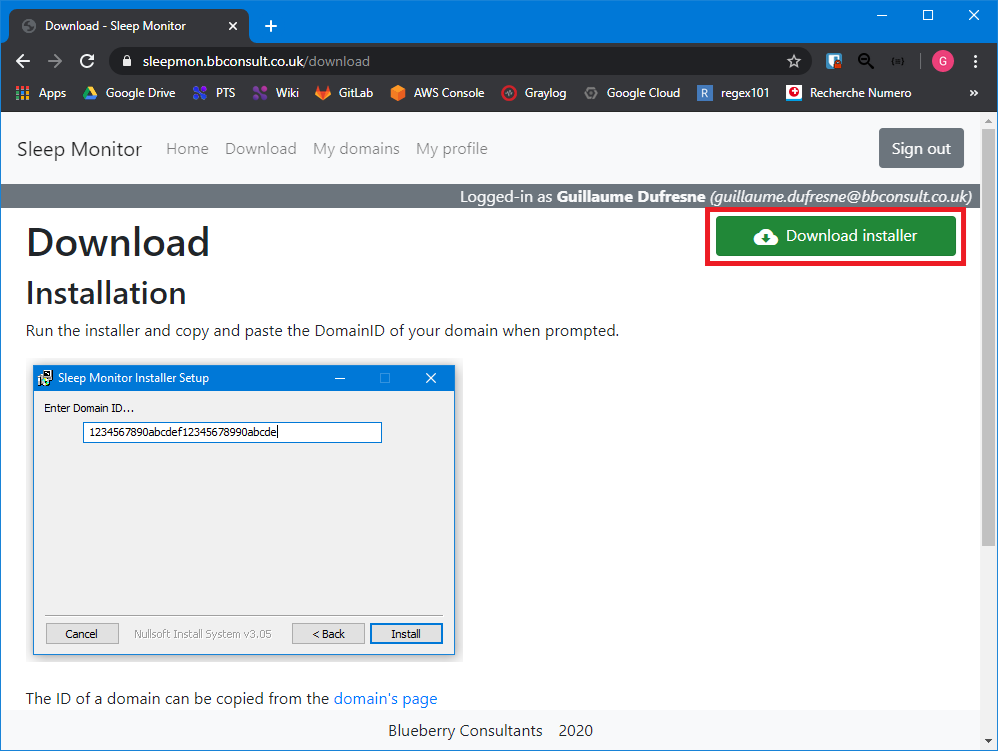 Download - Sleep Monitor
sleepmon.bbconsult.co.uk/download
G
Apps Google Drive PTS Wiki GitLab AWS Console Graylog Google Cloud R regex101 Recherche Numero »
Sleep Monitor Home Download My domains My profile Sign out
Logged-in as Guillaume Dufresne (guillaume.dufresne@bbconsult.co.uk)
Download
Download installer
Installation
Run the installer and copy and paste the DomainID of your domain when prompted.
Sleep Monitor Installer Setup
Enter Domain ID...
1234567890abcdef12345678990abcde
Cancel Nullsoft Install System v3.05 < Back Install
The ID of a domain can be copied from the domain's page
Blueberry Consultants 2020